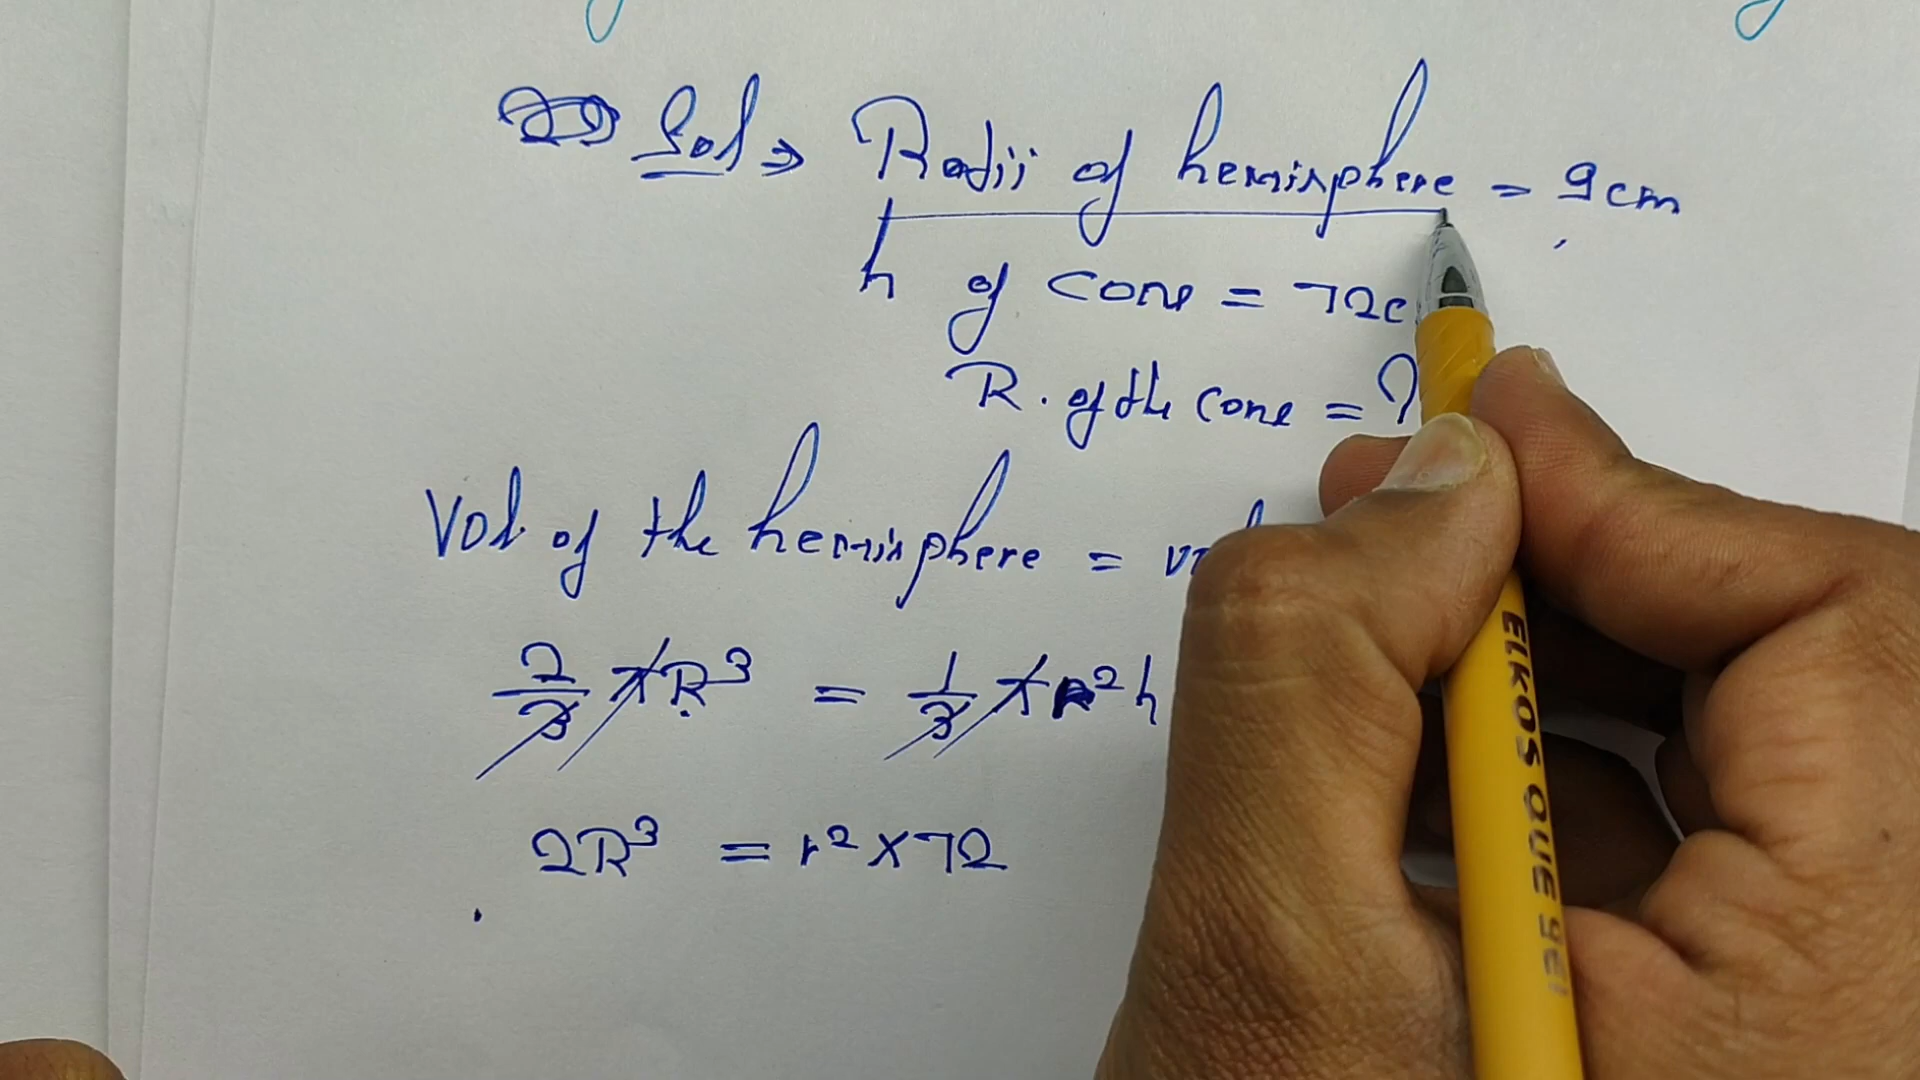 Sol ⇒ Radii of hemisphere = 9cm
h of cone = 72c
R. of the cone = ?
Vol of the hemisphere =
2/3 πR³ = 1/3 πr²h
2R³ = r² × 72
ELKOS QUE gel